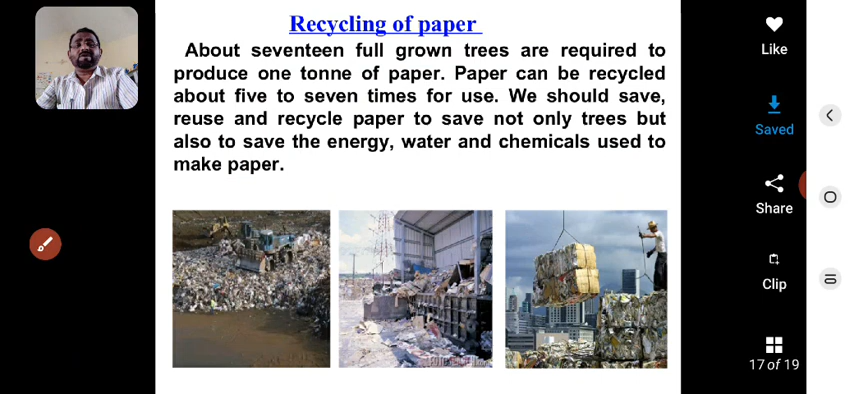 Recycling of paper
About seventeen full grown trees are required to
produce one tonne of paper. Paper can be recycled
about five to seven times for use. We should save,
reuse and recycle paper to save not only trees but
also to save the energy, water and chemicals used to
make paper.
Like
Saved
Share
Clip
17 of 19